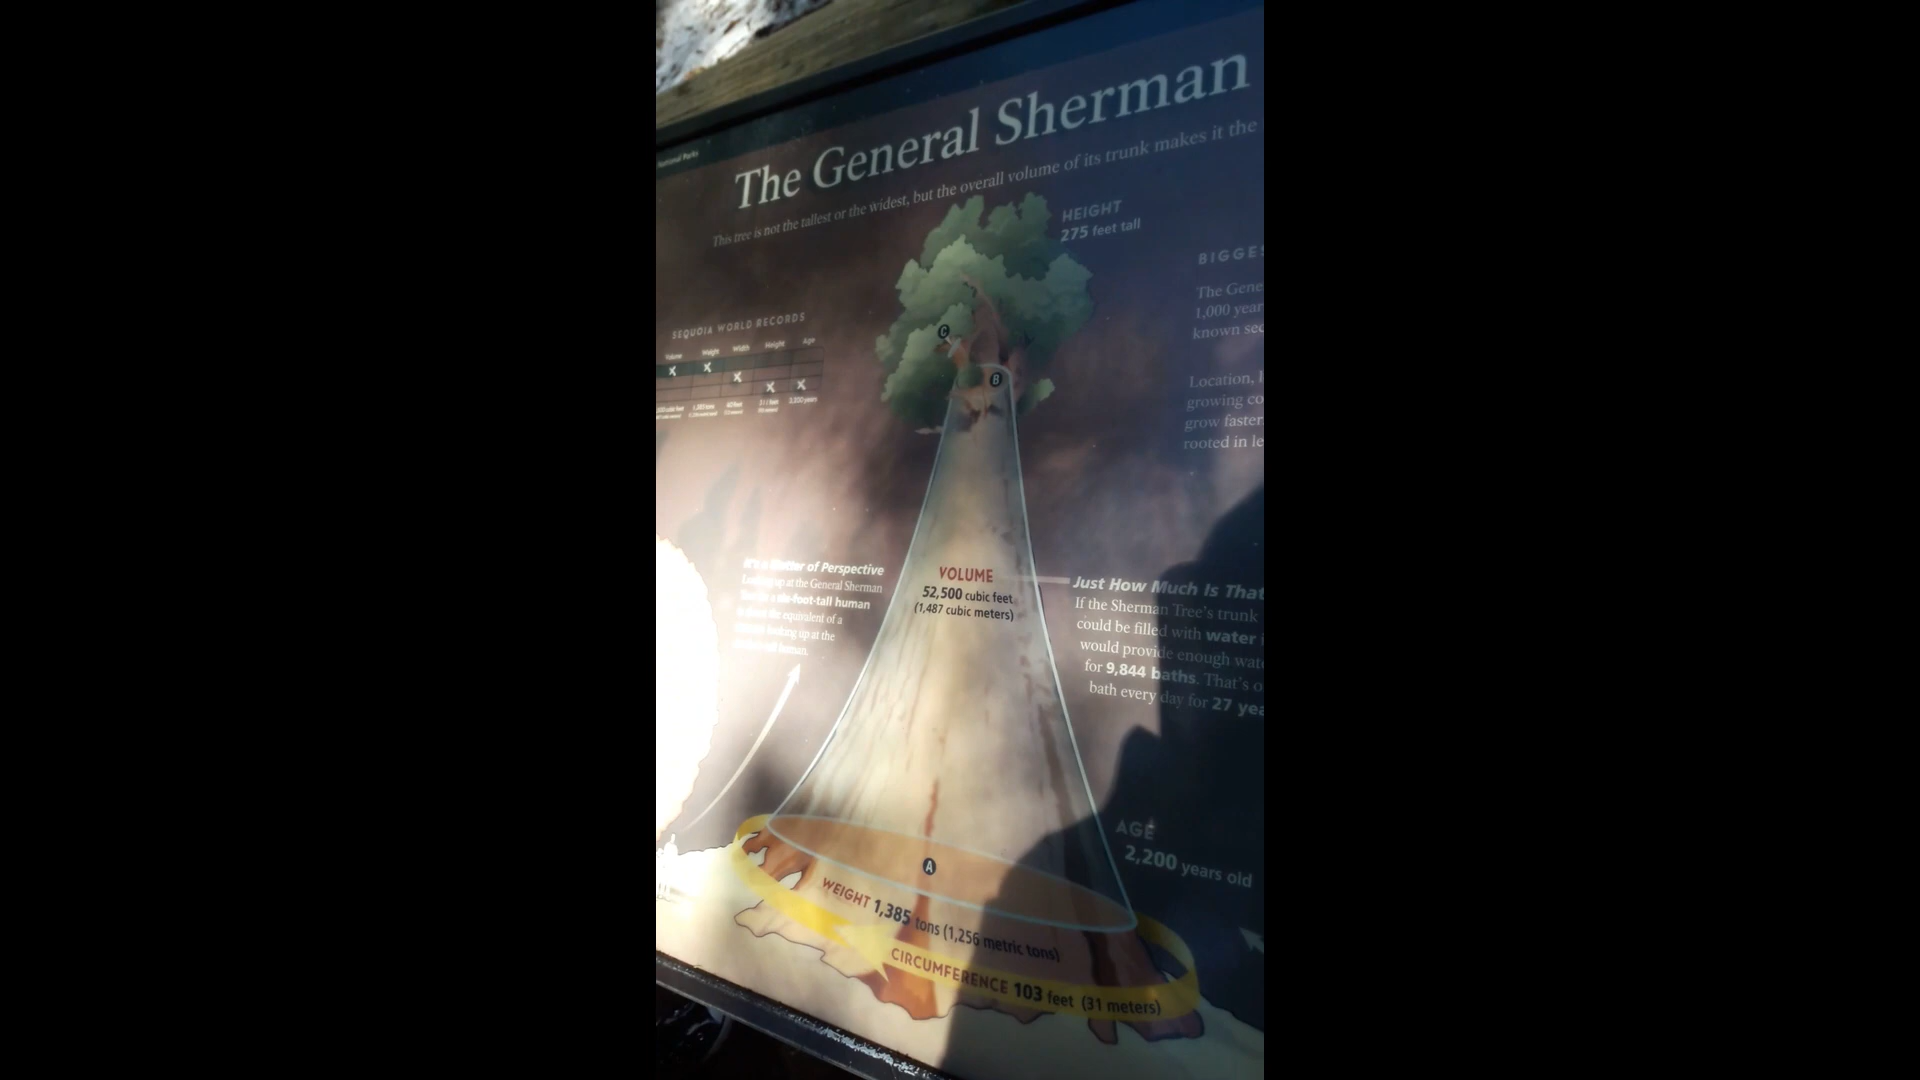 National Parks
The General Sherman
This tree is not the tallest or the widest, but the overall volume of its trunk makes it the
HEIGHT
275 feet tall
SEQUOIA WORLD RECORDS
Volume Weight Width Height Age
X X
X
X X
3,200 years
BIGGES
The Gene
1,000 year
known sec
Location, l
growing co
grow faster
rooted in le
C
B
It's a Matter of Perspective
Looking up at the General Sherman
six-foot-tall human
equivalent of a
looking up at the
human.
VOLUME
52,500 cubic feet
(1,487 cubic meters)
Just How Much Is That
If the Sherman Tree's trunk
could be filled with water i
would provide enough wat
for 9,844 baths. That's o
bath every day for 27 yea
AGE
2,200 years old
A
WEIGHT 1,385 tons (1,256 metric tons)
CIRCUMFERENCE 103 feet (31 meters)